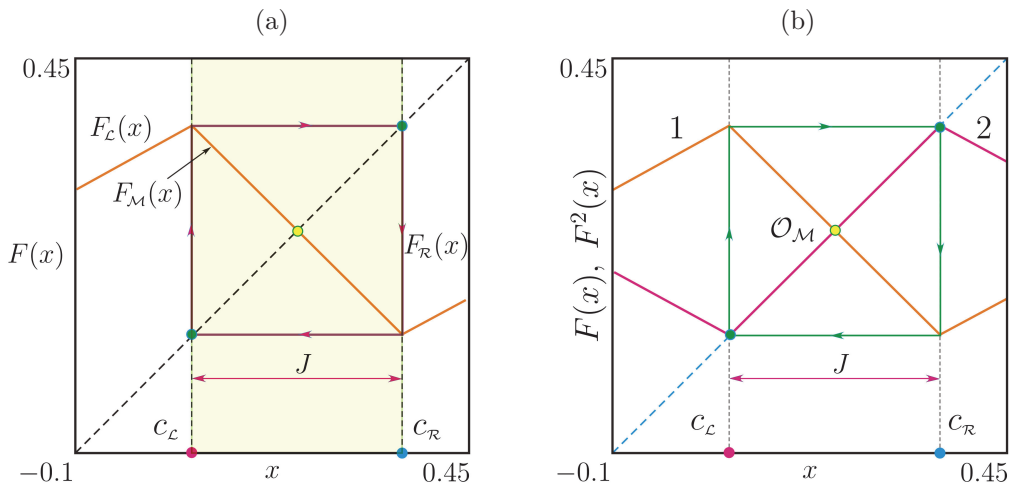 (a)
0.45
F_ℒ(x)
F_ℳ(x)
F(x)
F_ℛ(x)
J
c_ℒ
c_ℛ
−0.1
x
0.45
(b)
0.45
1
2
F(x), F²(x)
𝒪_ℳ
J
c_ℒ
c_ℛ
−0.1
x
0.45